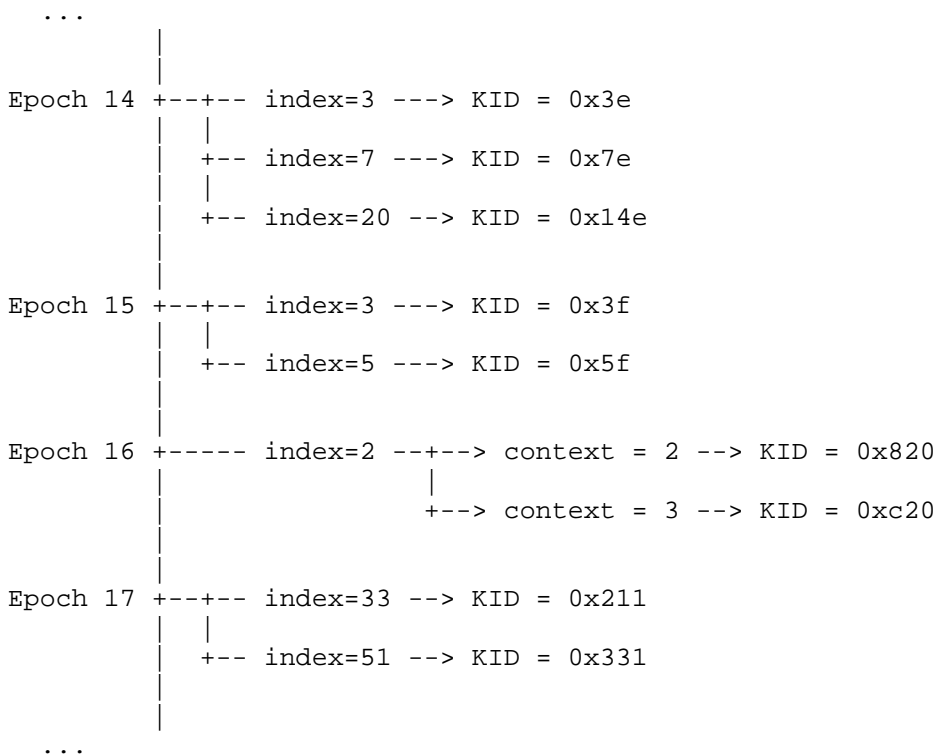 ...
Epoch 14 +--+-- index=3 ---> KID = 0x3e
+-- index=7 ---> KID = 0x7e
+-- index=20 --> KID = 0x14e
Epoch 15 +--+-- index=3 ---> KID = 0x3f
+-- index=5 ---> KID = 0x5f
Epoch 16 +----- index=2 --+--> context = 2 --> KID = 0x820
+--> context = 3 --> KID = 0xc20
Epoch 17 +--+-- index=33 --> KID = 0x211
+-- index=51 --> KID = 0x331
...